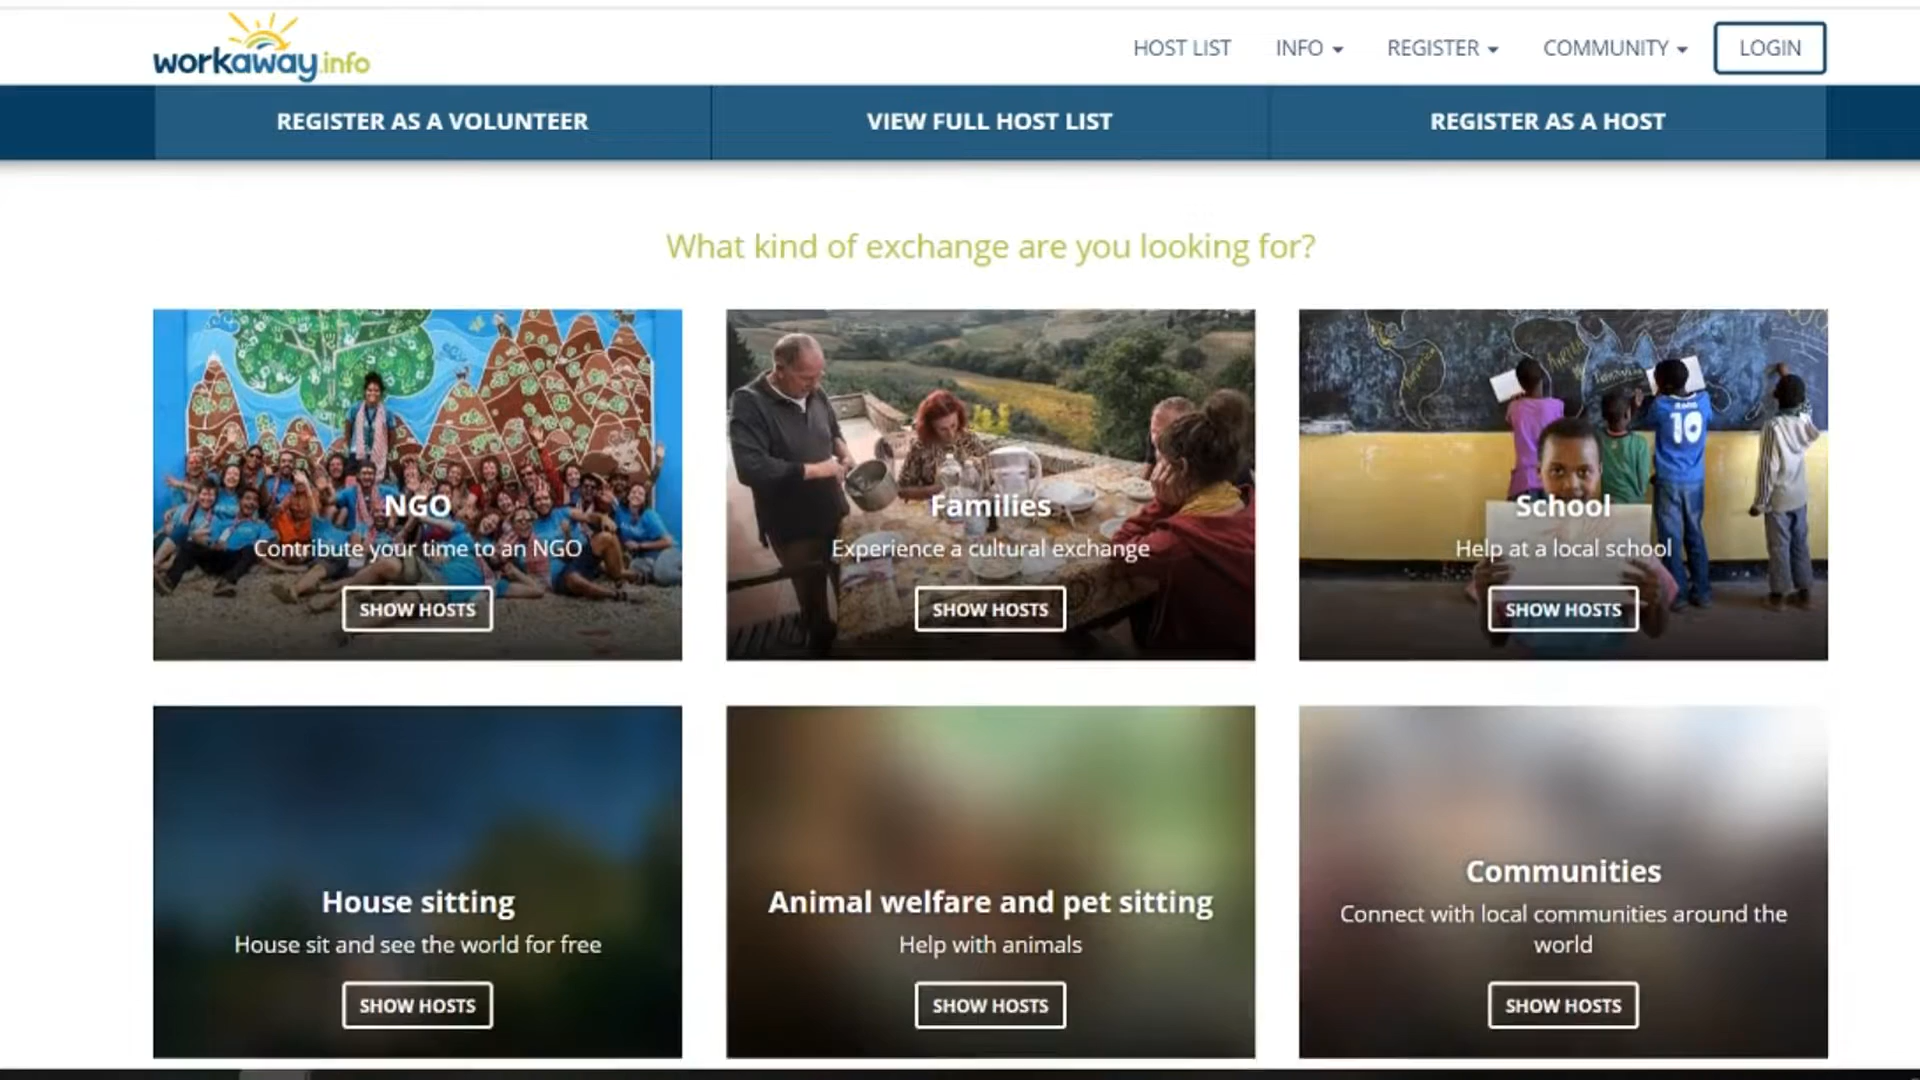 workaway.info
HOST LIST
INFO
REGISTER
COMMUNITY
LOGIN
REGISTER AS A VOLUNTEER
VIEW FULL HOST LIST
REGISTER AS A HOST
What kind of exchange are you looking for?
NGO
Contribute your time to an NGO
SHOW HOSTS
Families
Experience a cultural exchange
SHOW HOSTS
10
School
Help at a local school
SHOW HOSTS
House sitting
House sit and see the world for free
SHOW HOSTS
Animal welfare and pet sitting
Help with animals
SHOW HOSTS
Communities
Connect with local communities around the
world
SHOW HOSTS